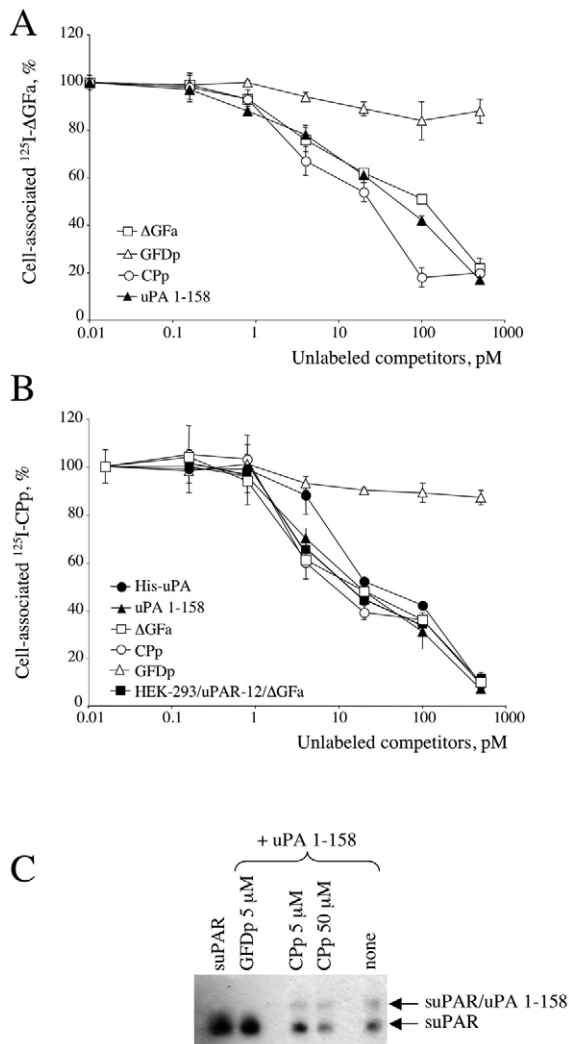 A
Cell-associated ¹²⁵I-ΔGFa, %
120
100
80
60
40
20
0
ΔGFa
GFDp
CPp
uPA 1-158
0.01 0.1 1 10 100 1000
Unlabeled competitors, pM
B
Cell-associated ¹²⁵I-CPp, %
120
100
80
60
40
20
0
His-uPA
uPA 1-158
ΔGFa
CPp
GFDp
HEK-293/uPAR-12/ΔGFa
0.01 0.1 1 10 100 1000
Unlabeled competitors, pM
C
+ uPA 1-158
suPAR
GFDp 5 μM
CPp 5 μM
CPp 50 μM
none
suPAR/uPA 1-158
suPAR